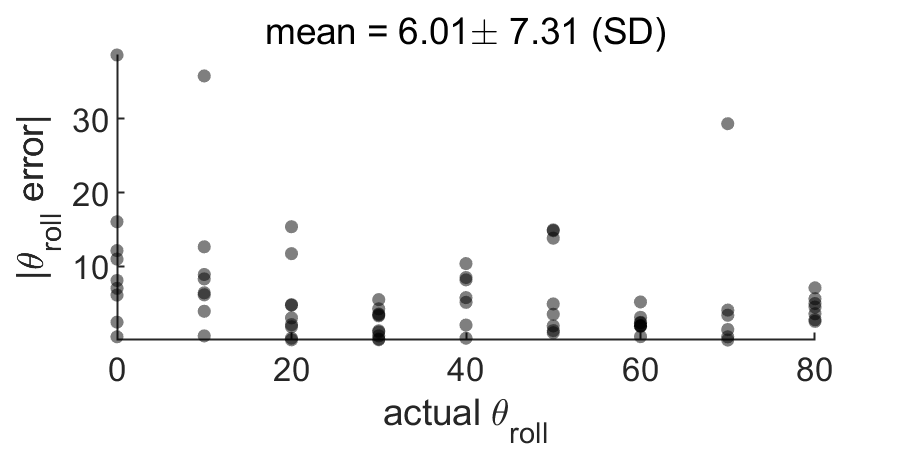 mean = 6.01± 7.31 (SD)
|θroll error|
30
20
10
0 20 40 60 80
actual θroll